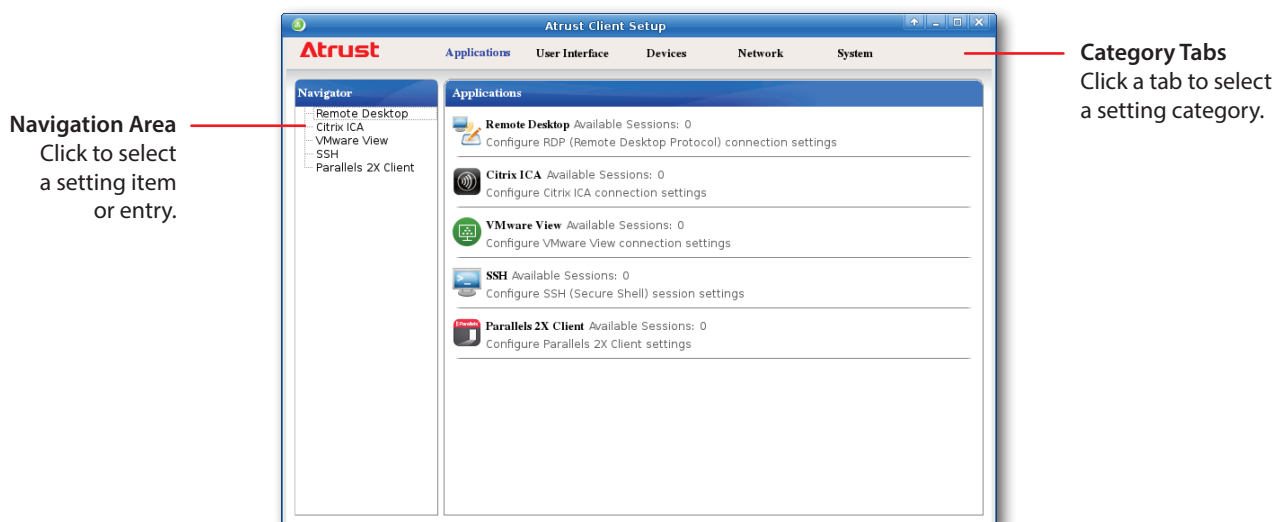 Atrust Client Setup
Atrust
Applications User Interface Devices Network System
Category Tabs
Click a tab to select
a setting category.
Navigation Area
Click to select
a setting item
or entry.
Navigator
Remote Desktop
Citrix ICA
VMware View
SSH
Parallels 2X Client
Applications
Remote Desktop Available Sessions: 0
Configure RDP (Remote Desktop Protocol) connection settings
Citrix ICA Available Sessions: 0
Configure Citrix ICA connection settings
VMware View Available Sessions: 0
Configure VMware View connection settings
SSH Available Sessions: 0
Configure SSH (Secure Shell) session settings
Parallels 2X Client Available Sessions: 0
Configure Parallels 2X Client settings